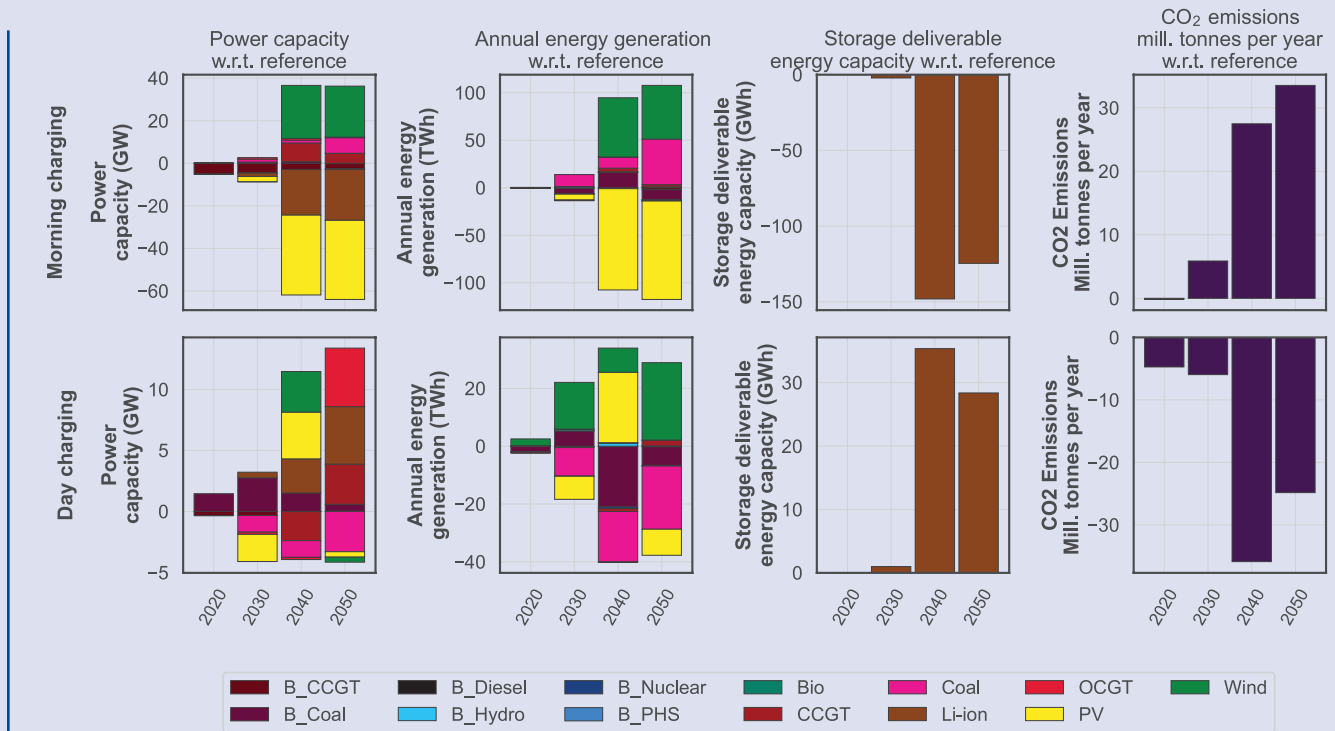 Power capacity
w.r.t. reference
Annual energy generation
w.r.t. reference
Storage deliverable
energy capacity w.r.t. reference
CO₂ emissions
mill. tonnes per year
w.r.t. reference
Morning charging
Power
capacity (GW)
40
20
0
−20
−40
−60
Annual energy
generation (TWh)
100
50
0
−50
−100
Storage deliverable
energy capacity (GWh)
0
−50
−100
−150
CO2 Emissions
Mill. tonnes per year
30
20
10
0
Day charging
Power
capacity (GW)
10
5
0
−5
Annual energy
generation (TWh)
20
0
−20
−40
Storage deliverable
energy capacity (GWh)
30
20
10
0
CO2 Emissions
Mill. tonnes per year
0
−10
−20
−30
2020 2030 2040 2050
2020 2030 2040 2050
2020 2030 2040 2050
2020 2030 2040 2050
B_CCGT B_Diesel B_Nuclear Bio Coal OCGT Wind
B_Coal B_Hydro B_PHS CCGT Li-ion PV